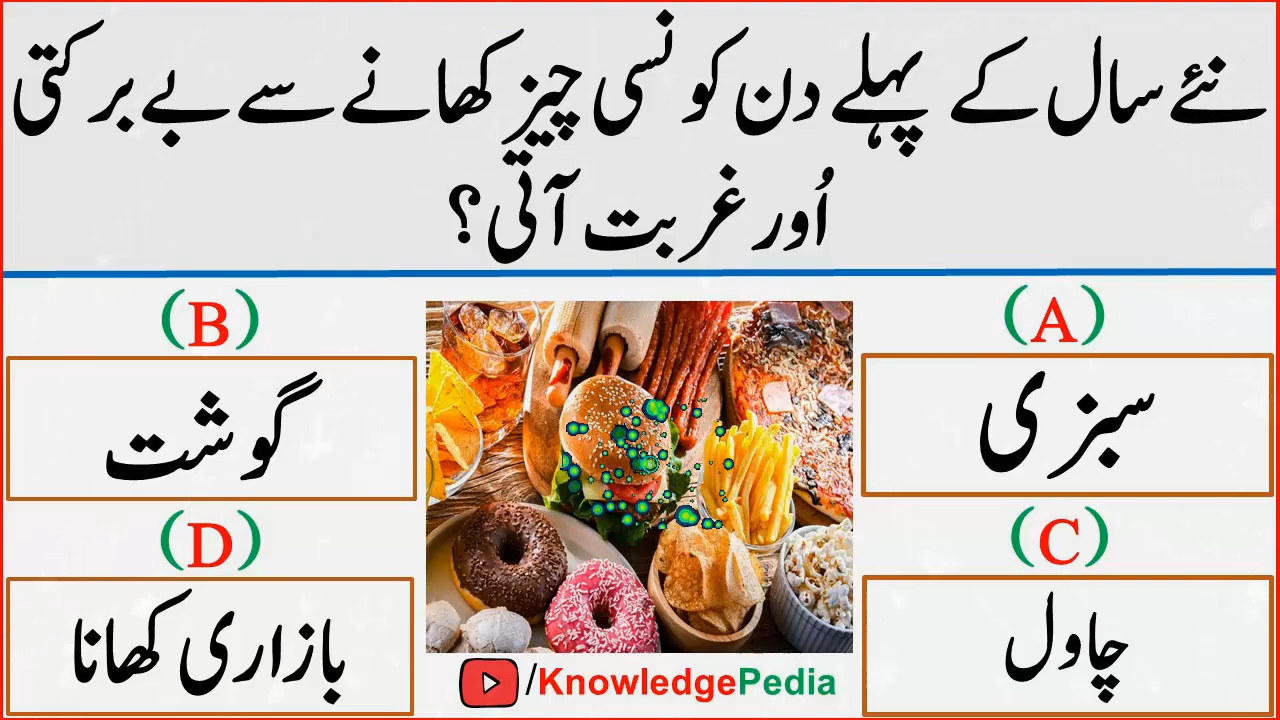 نئے سال کے پہلے دن کونسی چیز کھانے سے بے برکتی
اُور غربت آتی؟
(A)
سبزی
(B)
گوشت
(C)
چاول
(D)
بازاری کھانا
/KnowledgePedia